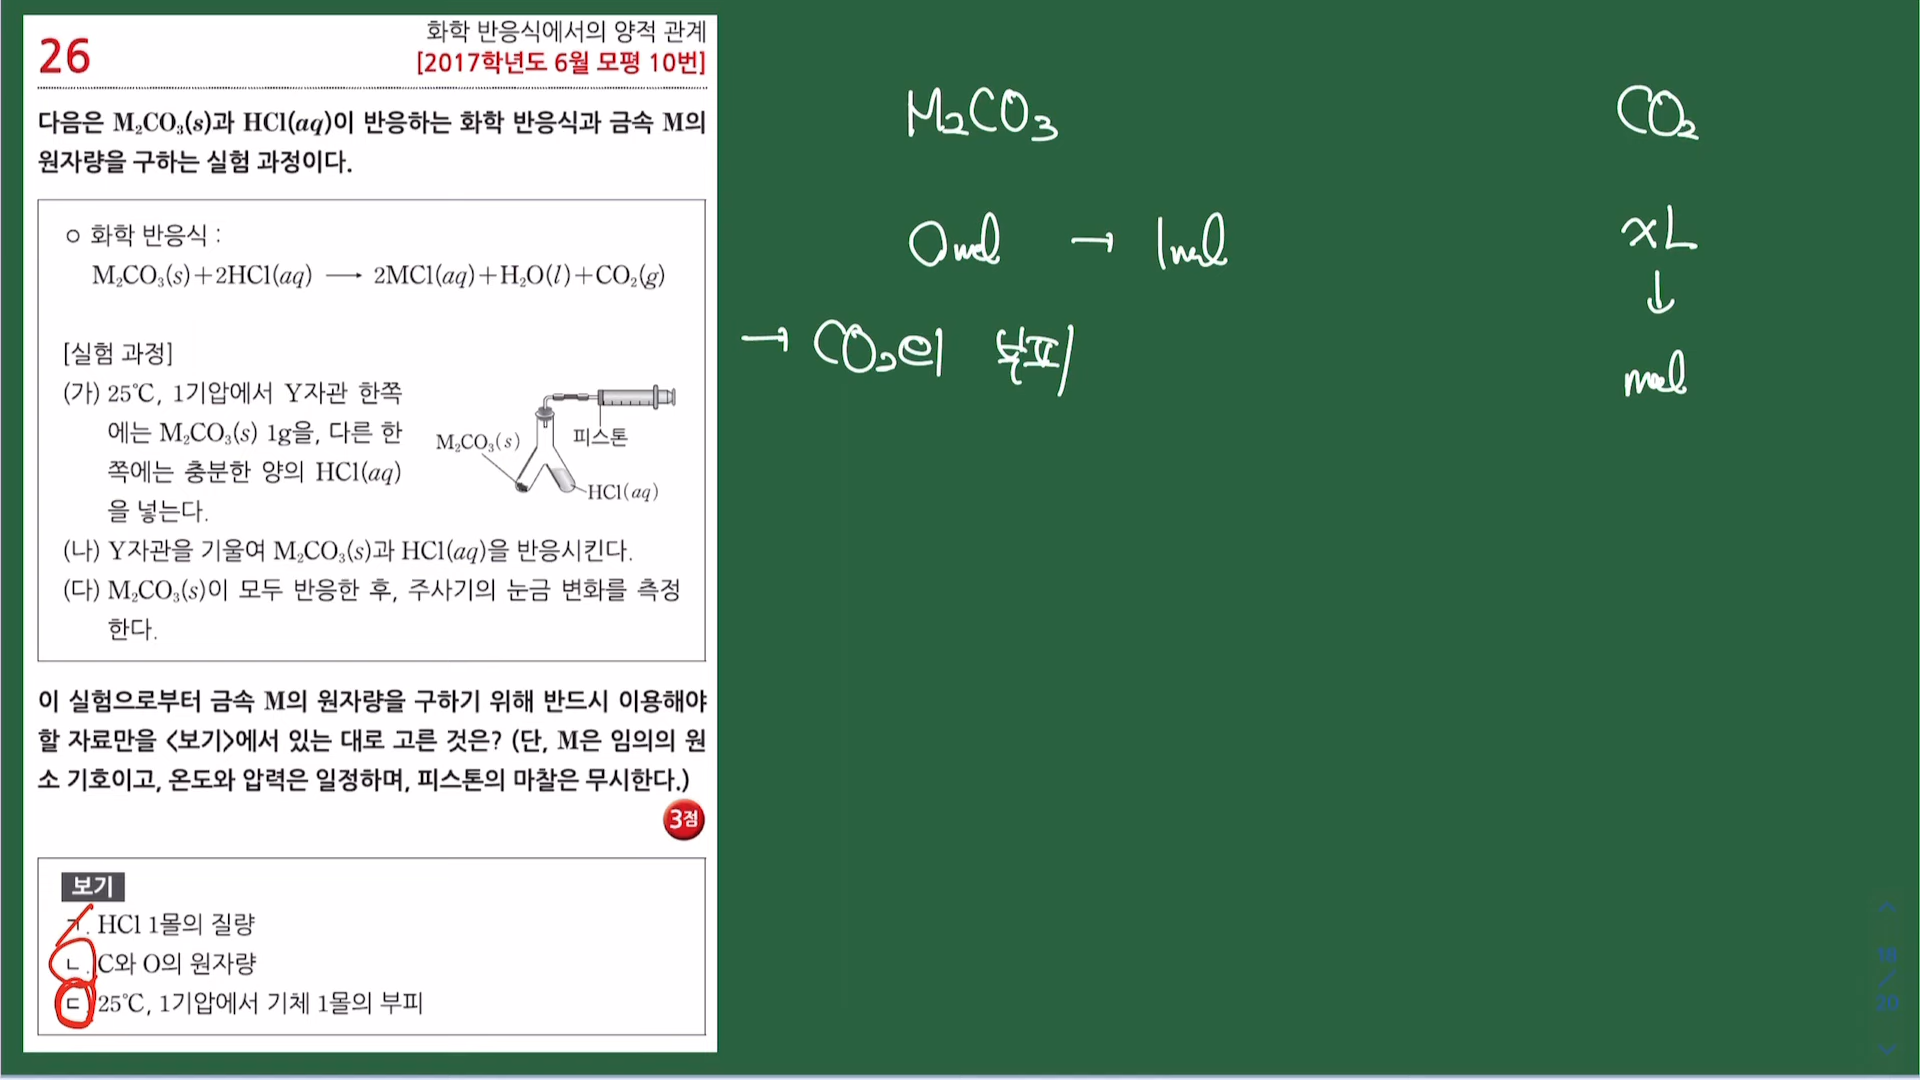 26
화학 반응식에서의 양적 관계
[2017학년도 6월 모평 10번]
다음은 M₂CO₃(s)과 HCl(aq)이 반응하는 화학 반응식과 금속 M의
원자량을 구하는 실험 과정이다.
○ 화학 반응식 :
M₂CO₃(s)+2HCl(aq) ⟶ 2MCl(aq)+H₂O(l)+CO₂(g)
[실험 과정]
(가) 25℃, 1기압에서 Y자관 한쪽
에는 M₂CO₃(s) 1g을, 다른 한
쪽에는 충분한 양의 HCl(aq)
을 넣는다.
M₂CO₃(s)
피스톤
HCl(aq)
(나) Y자관을 기울여 M₂CO₃(s)과 HCl(aq)을 반응시킨다.
(다) M₂CO₃(s)이 모두 반응한 후, 주사기의 눈금 변화를 측정
한다.
이 실험으로부터 금속 M의 원자량을 구하기 위해 반드시 이용해야
할 자료만을 <보기>에서 있는 대로 고른 것은? (단, M은 임의의 원
소 기호이고, 온도와 압력은 일정하며, 피스톤의 마찰은 무시한다.)
3점
보기
ㄱ. HCl 1몰의 질량
ㄴ. C와 O의 원자량
ㄷ. 25℃, 1기압에서 기체 1몰의 부피
M₂CO₃
0mol → 1mol
→ CO₂의 부피
CO₂
xL
↓
mol
18
/
20